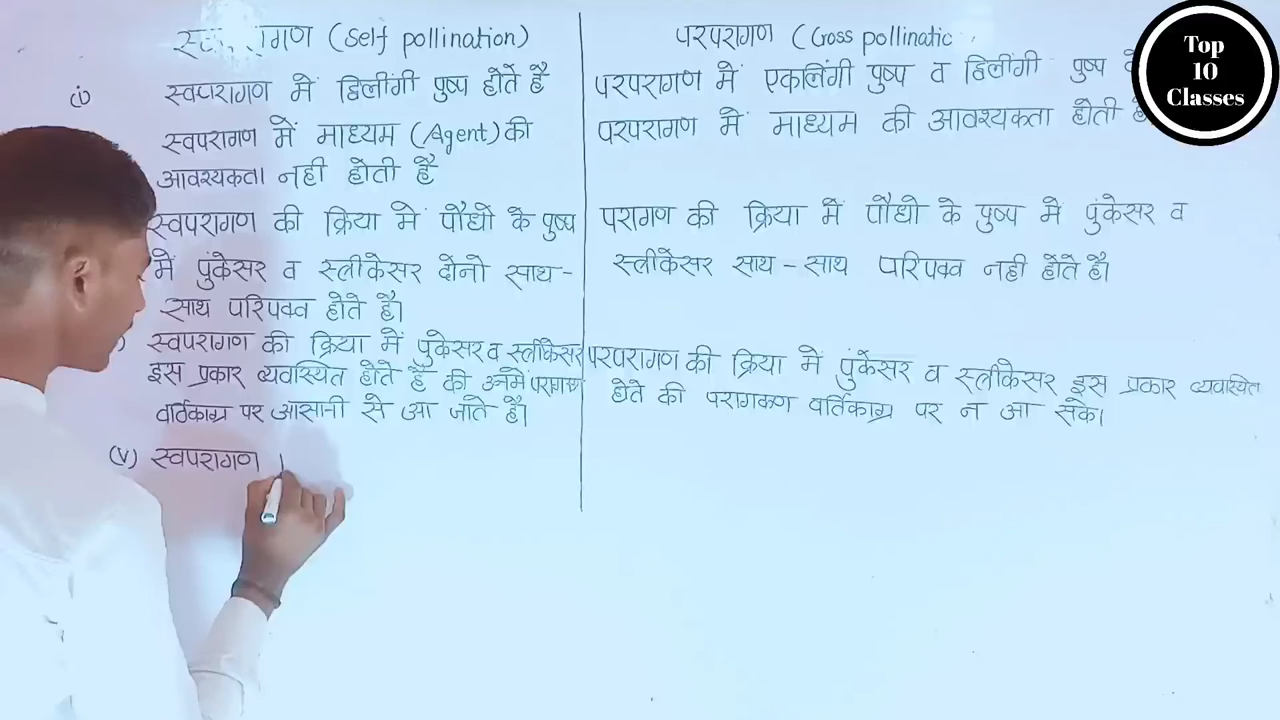 (Self pollination)
(i) स्वपरागण में द्विलींगी पुष्प होते है
स्वपरागण में माध्यम (Agent) की
आवश्यकता नही होती है
स्वपरागण की क्रिया में पौधो के पुष्प
में पुंकेसर व स्त्रीकेसर दोनो साथ-
साथ परिपक्व होते है।
स्वपरागण की क्रिया में पुंकेसर व स्त्रीकेसर
इस प्रकार व्यवस्थित होते है की उनमें परागकण
वर्तिकाग्र पर आसानी से आ जाते है।
(v) स्वपरागण
परपरागण (Cross pollinatic
परपरागण में एकलिंगी पुष्प व द्विलींगी पुष्प
परपरागण में माध्यम की आवश्यकता होती है
परागण की क्रिया में पौधो के पुष्प में पुंकेसर व
स्त्रीकेसर साथ-साथ परिपक्व नही होते है।
परपरागण की क्रिया में पुंकेसर व स्त्रीकेसर इस प्रकार व्यवस्थित
होते की परागकण वर्तिकाग्र पर न आ सके।
Top
10
Classes